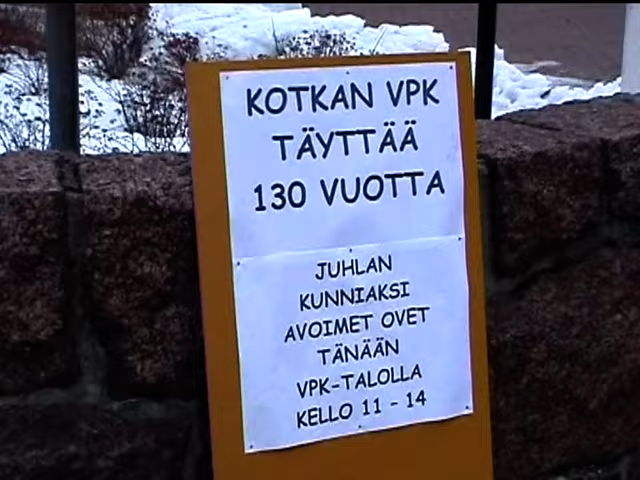 KOTKAN VPK
TÄYTTÄÄ
130 VUOTTA
JUHLAN
KUNNIAKSI
AVOIMET OVET
TÄNÄÄN
VPK-TALOLLA
KELLO 11 - 14